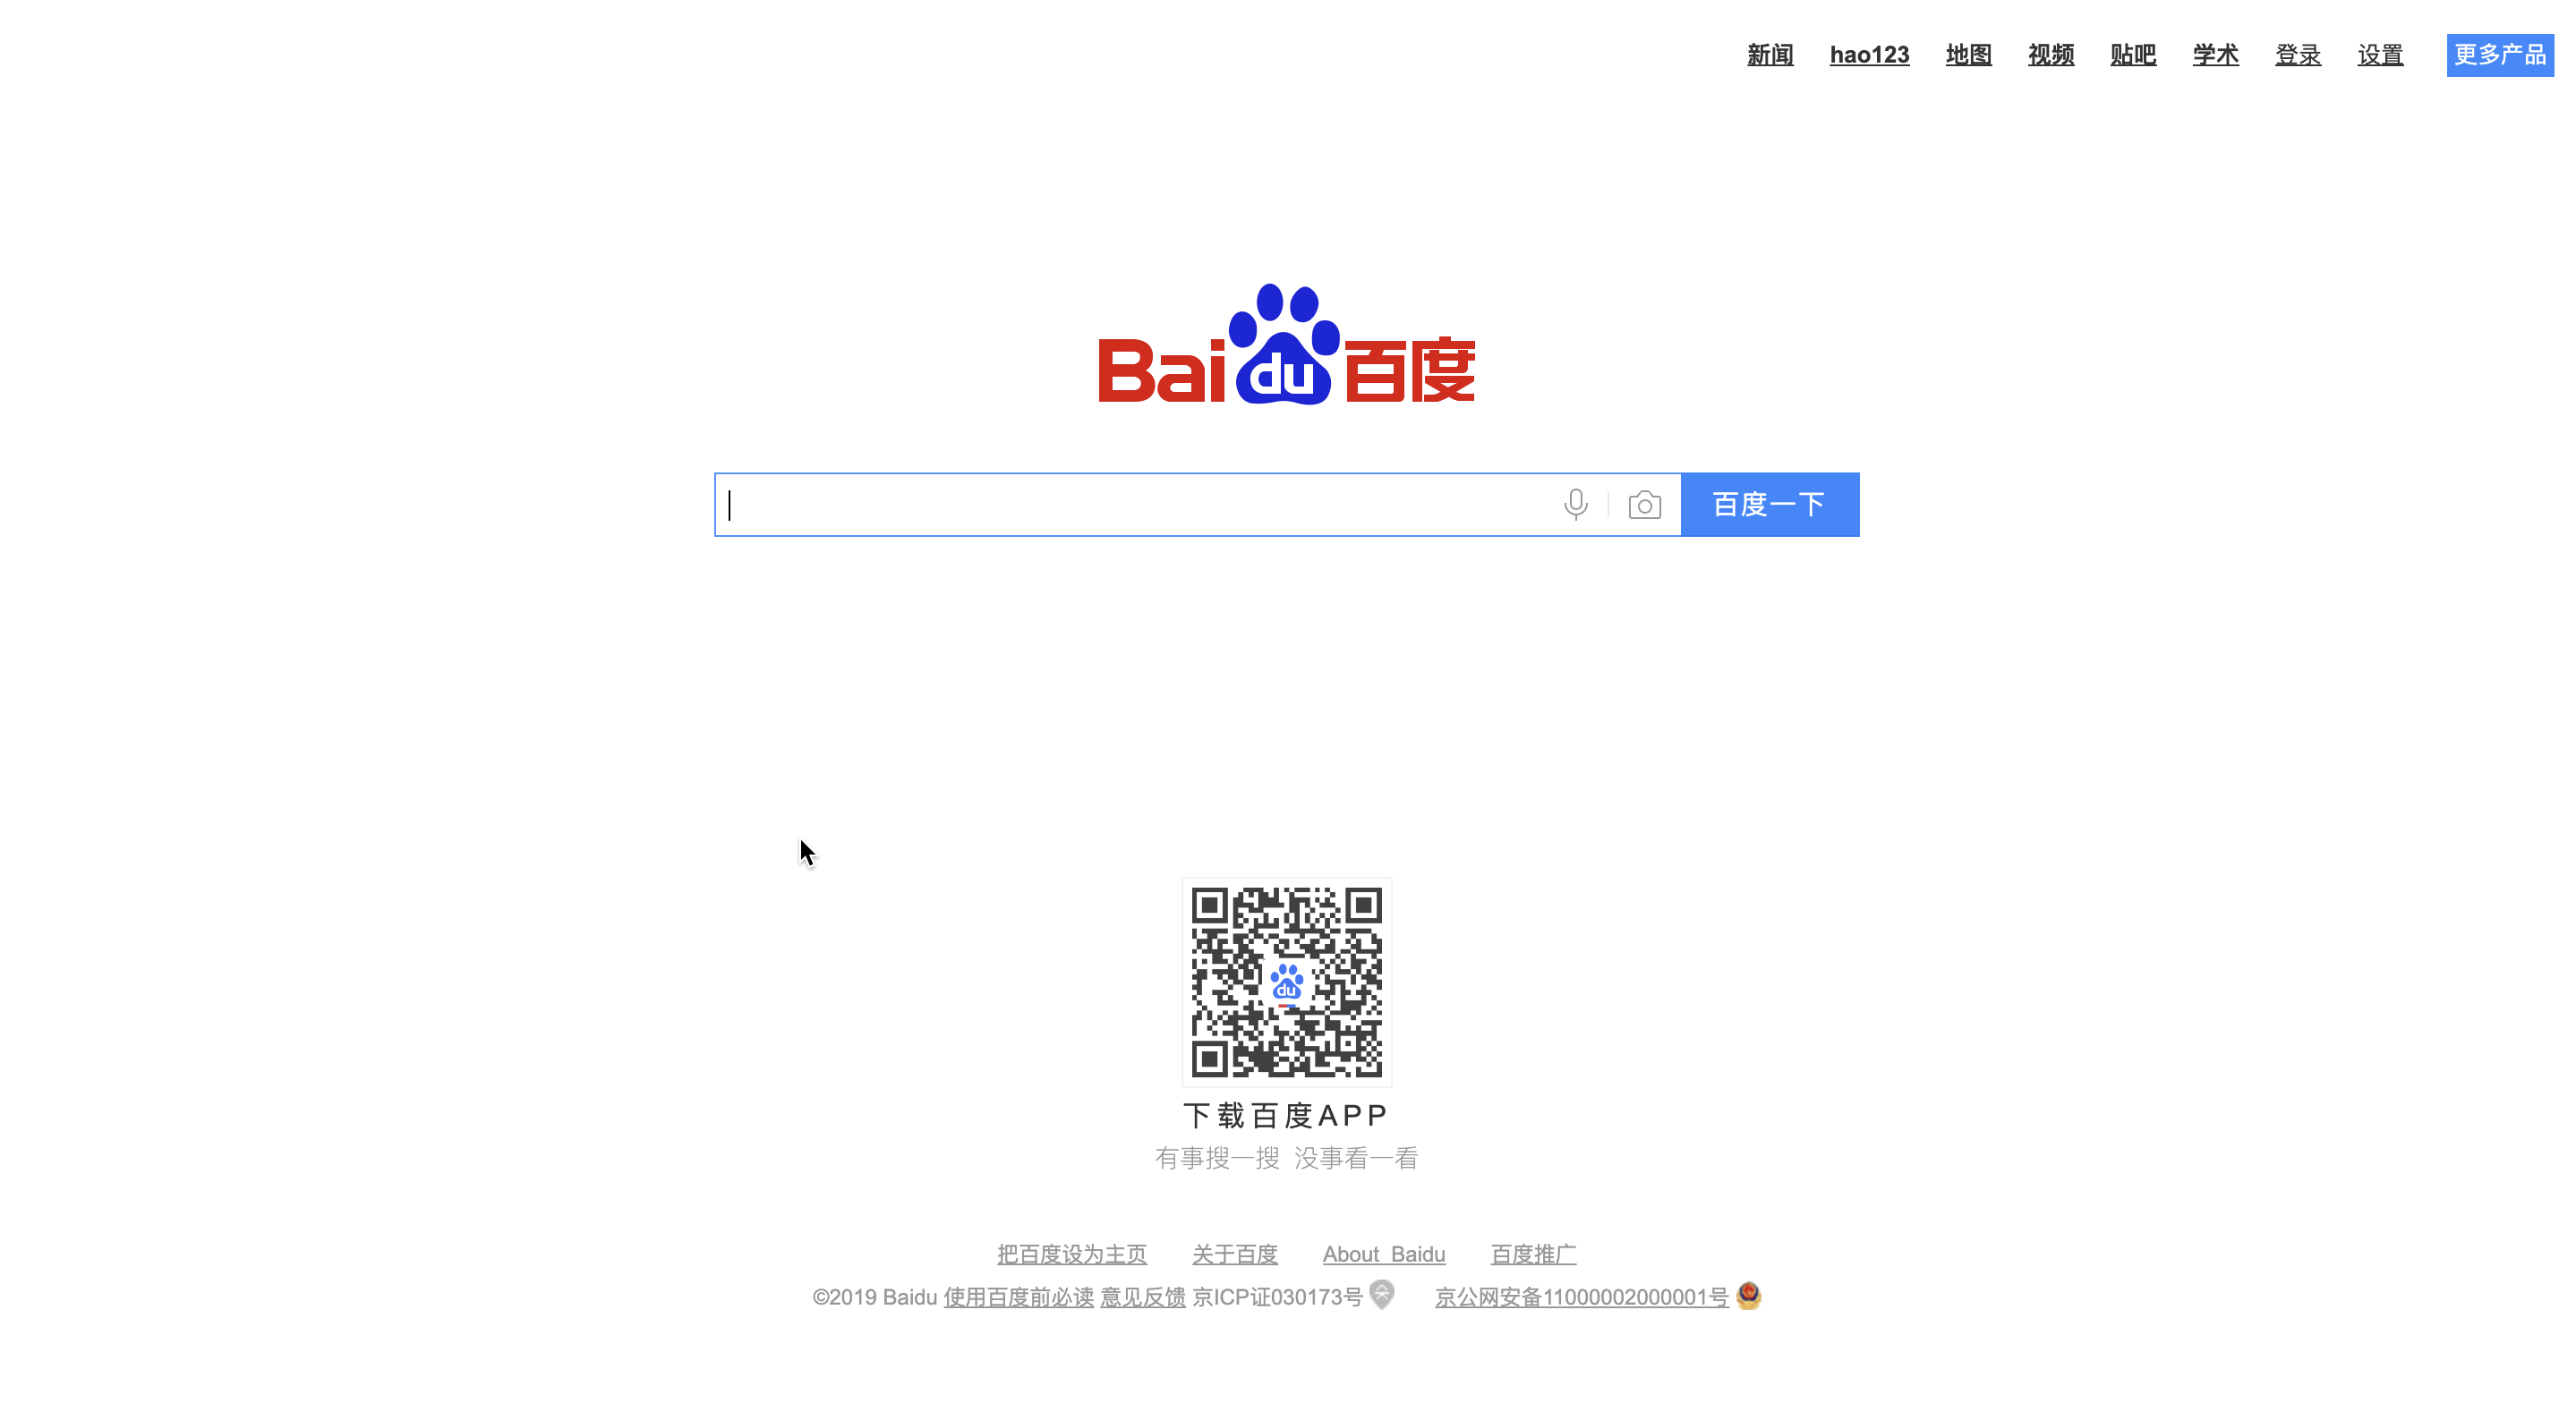 新闻 hao123 地图 视频 贴吧 学术 登录 设置 更多产品
Bai du 百度
百度一下
du
下载百度APP
有事搜一搜 没事看一看
把百度设为主页 关于百度 About Baidu 百度推广
©2019 Baidu 使用百度前必读 意见反馈 京ICP证030173号 京公网安备11000002000001号